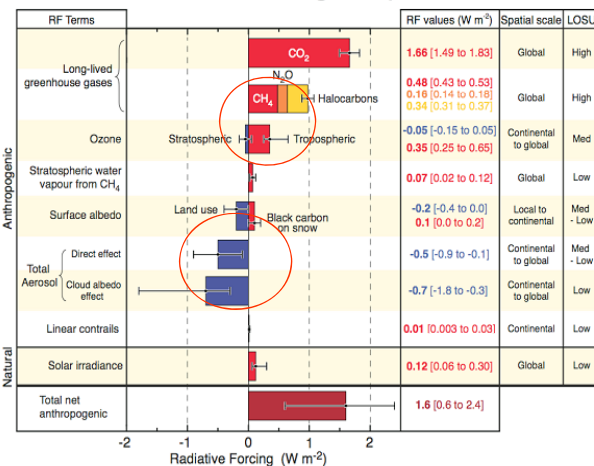 RF Terms
RF values (W m-2)
Spatial scale
LOSU
Anthropogenic
Natural
Long-lived
greenhouse gases
CO2
1.66 [1.49 to 1.83]
Global
High
N2O
CH4
Halocarbons
0.48 [0.43 to 0.53]
0.16 [0.14 to 0.18]
0.34 [0.31 to 0.37]
Global
High
Ozone
Stratospheric
Tropospheric
-0.05 [-0.15 to 0.05]
0.35 [0.25 to 0.65]
Continental
to global
Med
Stratospheric water
vapour from CH4
0.07 [0.02 to 0.12]
Global
Low
Surface albedo
Land use
Black carbon
on snow
-0.2 [-0.4 to 0.0]
0.1 [0.0 to 0.2]
Local to
continental
Med
- Low
Total
Aerosol
Direct effect
-0.5 [-0.9 to -0.1]
Continental
to global
Med
- Low
Cloud albedo
effect
-0.7 [-1.8 to -0.3]
Continental
to global
Low
Linear contrails
0.01 [0.003 to 0.03]
Continental
Low
Solar irradiance
0.12 [0.06 to 0.30]
Global
Low
Total net
anthropogenic
1.6 [0.6 to 2.4]
-2 -1 0 1 2
Radiative Forcing (W m-2)